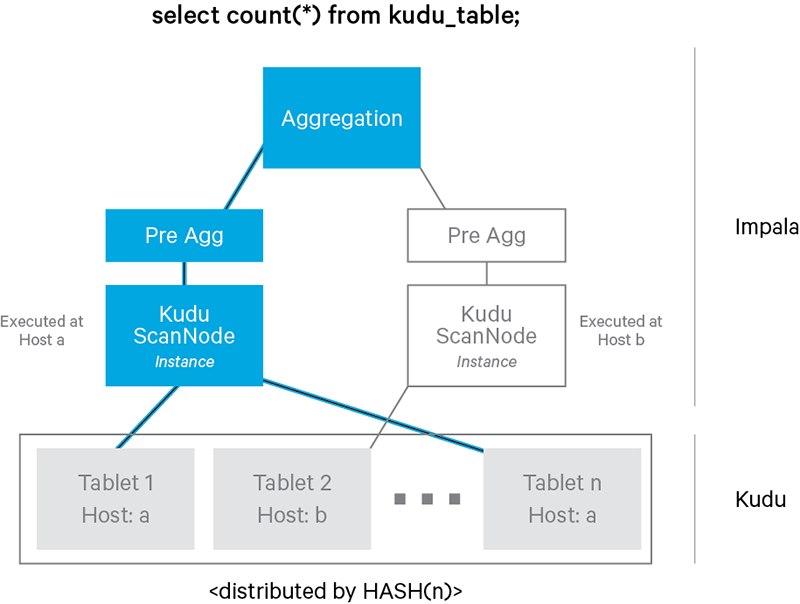 select count(*) from kudu_table;
Aggregation
Pre Agg
Pre Agg
Impala
Executed at
Host a
Kudu
ScanNode
Instance
Kudu
ScanNode
Instance
Executed at
Host b
Tablet 1
Host: a
Tablet 2
Host: b
Tablet n
Host: a
Kudu
<distributed by HASH(n)>